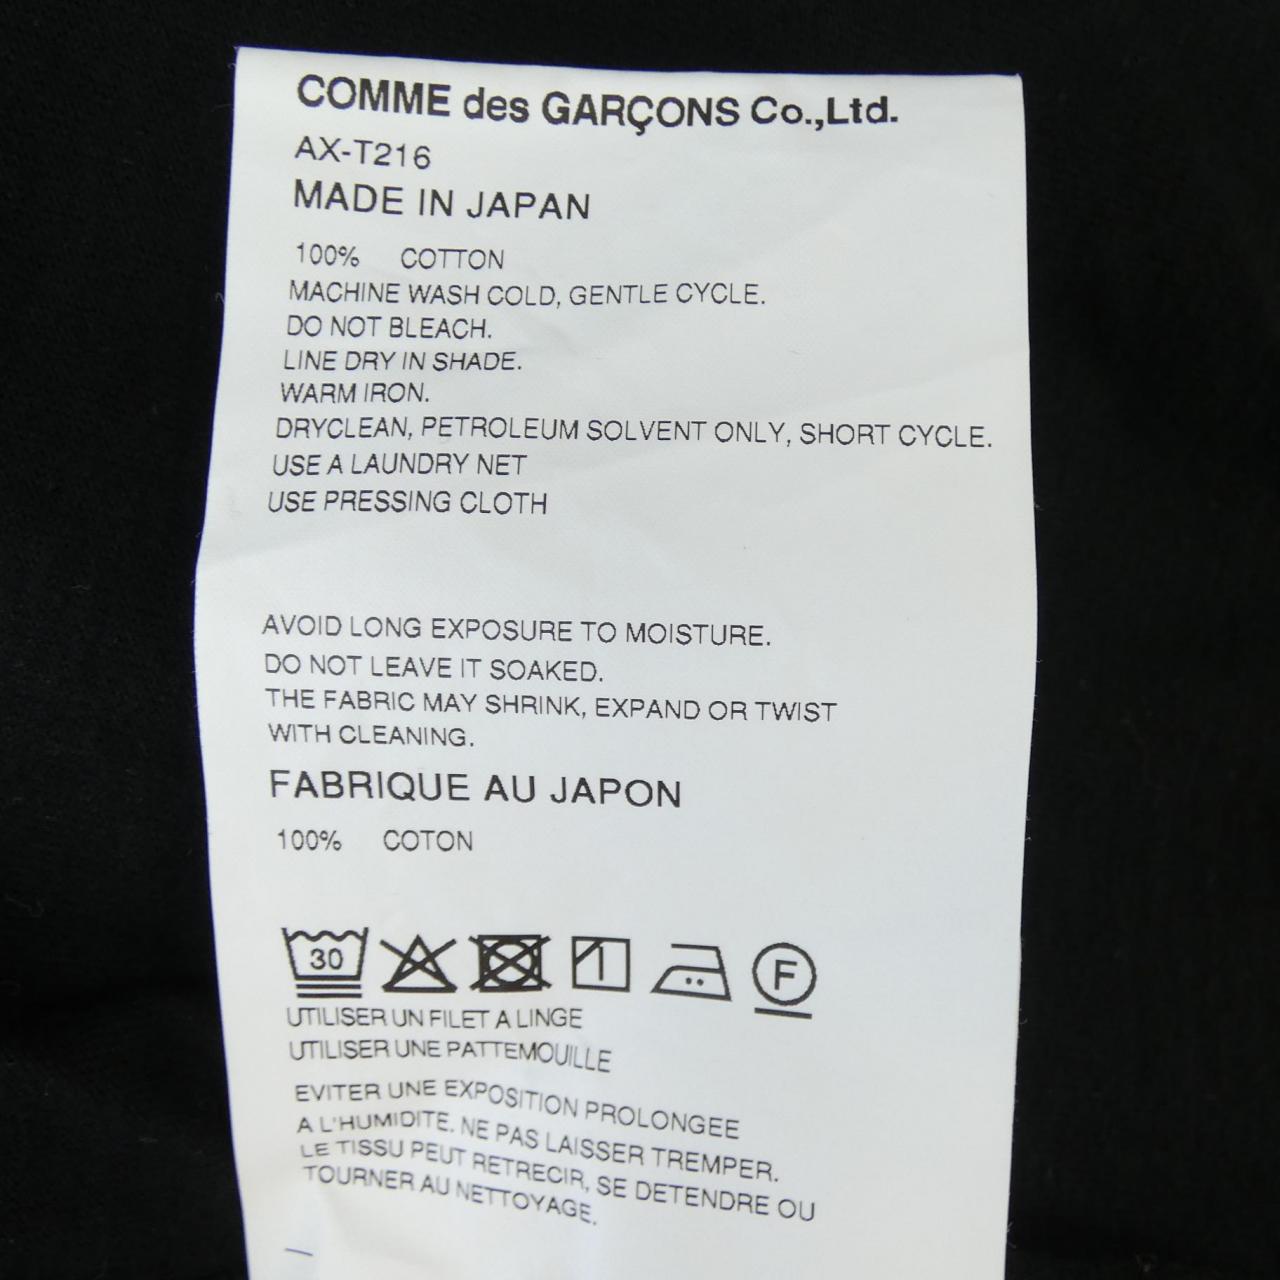 COMME des GARÇONS Co.,Ltd.
AX-T216
MADE IN JAPAN
100% COTTON
MACHINE WASH COLD, GENTLE CYCLE.
DO NOT BLEACH.
LINE DRY IN SHADE.
WARM IRON.
DRYCLEAN, PETROLEUM SOLVENT ONLY, SHORT CYCLE.
USE A LAUNDRY NET
USE PRESSING CLOTH
AVOID LONG EXPOSURE TO MOISTURE.
DO NOT LEAVE IT SOAKED.
THE FABRIC MAY SHRINK, EXPAND OR TWIST
WITH CLEANING.
FABRIQUE AU JAPON
100% COTON
30 F
UTILISER UN FILET A LINGE
UTILISER UNE PATTEMOUILLE
EVITER UNE EXPOSITION PROLONGEE
A L'HUMIDITE. NE PAS LAISSER TREMPER.
LE TISSU PEUT RETRECIR, SE DETENDRE OU
TOURNER AU NETTOYAGE.